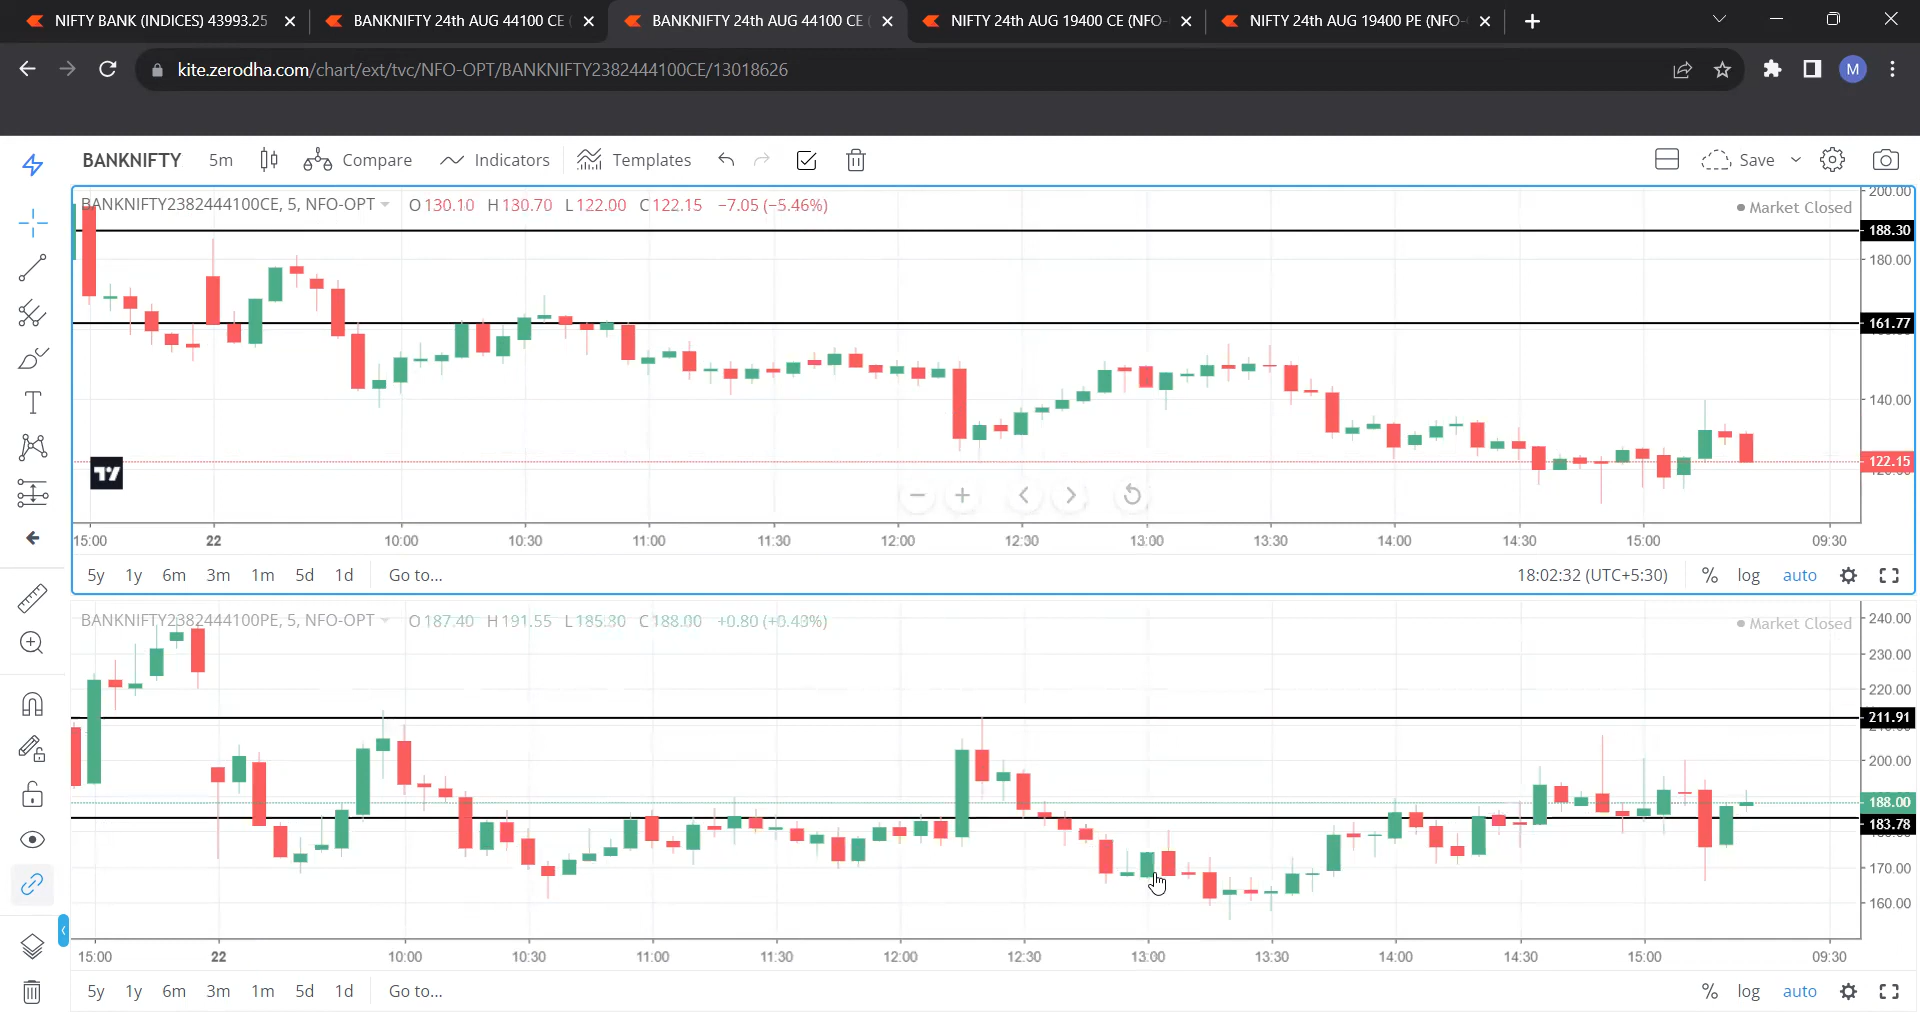 NIFTY BANK (INDICES) 43993.25
BANKNIFTY 24th AUG 44100 CE (
BANKNIFTY 24th AUG 44100 CE (
NIFTY 24th AUG 19400 CE (NFO-
NIFTY 24th AUG 19400 PE (NFO-
kite.zerodha.com/chart/ext/tvc/NFO-OPT/BANKNIFTY2382444100CE/13018626
M
BANKNIFTY 5m Compare Indicators Templates Save
BANKNIFTY2382444100CE, 5, NFO-OPT O130.10 H130.70 L122.00 C122.15 −7.05 (−5.46%)
Market Closed
200.00
188.30
180.00
161.77
140.00
122.15
15:00 22 10:00 10:30 11:00 11:30 12:00 12:30 13:00 13:30 14:00 14:30 15:00 09:30
5y 1y 6m 3m 1m 5d 1d Go to... 18:02:32 (UTC+5:30) % log auto
BANKNIFTY2382444100PE, 5, NFO-OPT O187.40 H191.55 L185.80 C188.00 +0.80 (+0.43%)
Market Closed
240.00
230.00
220.00
211.91
200.00
188.00
183.78
170.00
160.00
15:00 22 10:00 10:30 11:00 11:30 12:00 12:30 13:00 13:30 14:00 14:30 15:00 09:30
5y 1y 6m 3m 1m 5d 1d Go to... % log auto